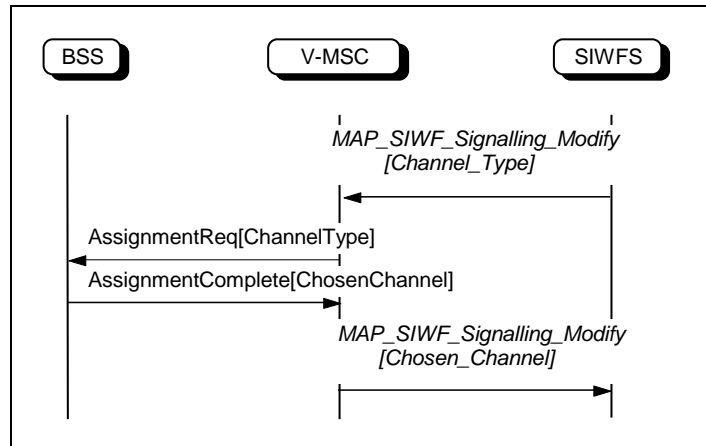 BSS
V-MSC
SIWFS
MAP_SIWF_Signalling_Modify
[Channel_Type]
AssignmentReq[ChannelType]
AssignmentComplete[ChosenChannel]
MAP_SIWF_Signalling_Modify
[Chosen_Channel]